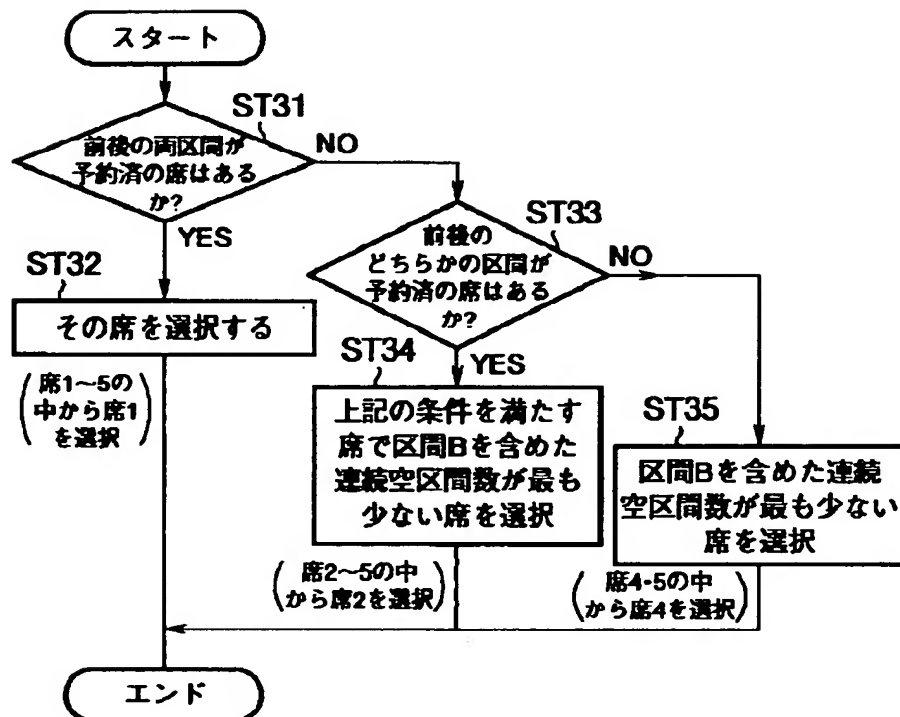 スタート
ST31
前後の両区間が
予約済の席はある
か?
NO
YES
ST32
その席を選択する
(席1～5の
中から席1
を選択)
ST33
前後の
どちらかの区間が
予約済の席はある
か?
NO
YES
ST34
上記の条件を満たす
席で区間Bを含めた
連続空区間数が最も
少ない席を選択
(席2～5の中
から席2を選択)
ST35
区間Bを含めた連続
空区間数が最も少ない
席を選択
(席4・5の中
から席4を選択)
エンド